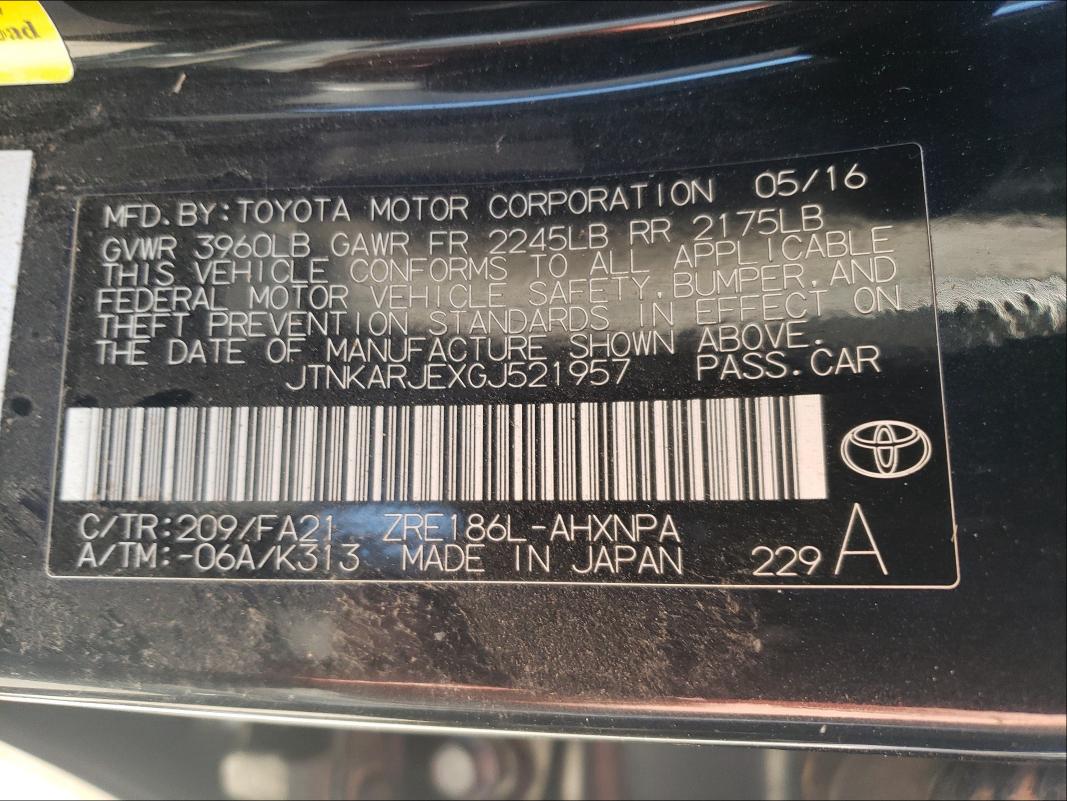 oad
MFD.BY:TOYOTA MOTOR CORPORATION 05/16
GVWR 3960LB GAWR FR 2245LB RR 2175LB
THIS VEHICLE CONFORMS TO ALL APPLICABLE
FEDERAL MOTOR VEHICLE SAFETY,BUMPER,AND
THEFT PREVENTION STANDARDS IN EFFECT ON
THE DATE OF MANUFACTURE SHOWN ABOVE.
JTNKARJEXGJ521957 PASS.CAR
C/TR:209/FA21 ZRE186L-AHXNPA
A/TM:-06A/K313 MADE IN JAPAN 229 A